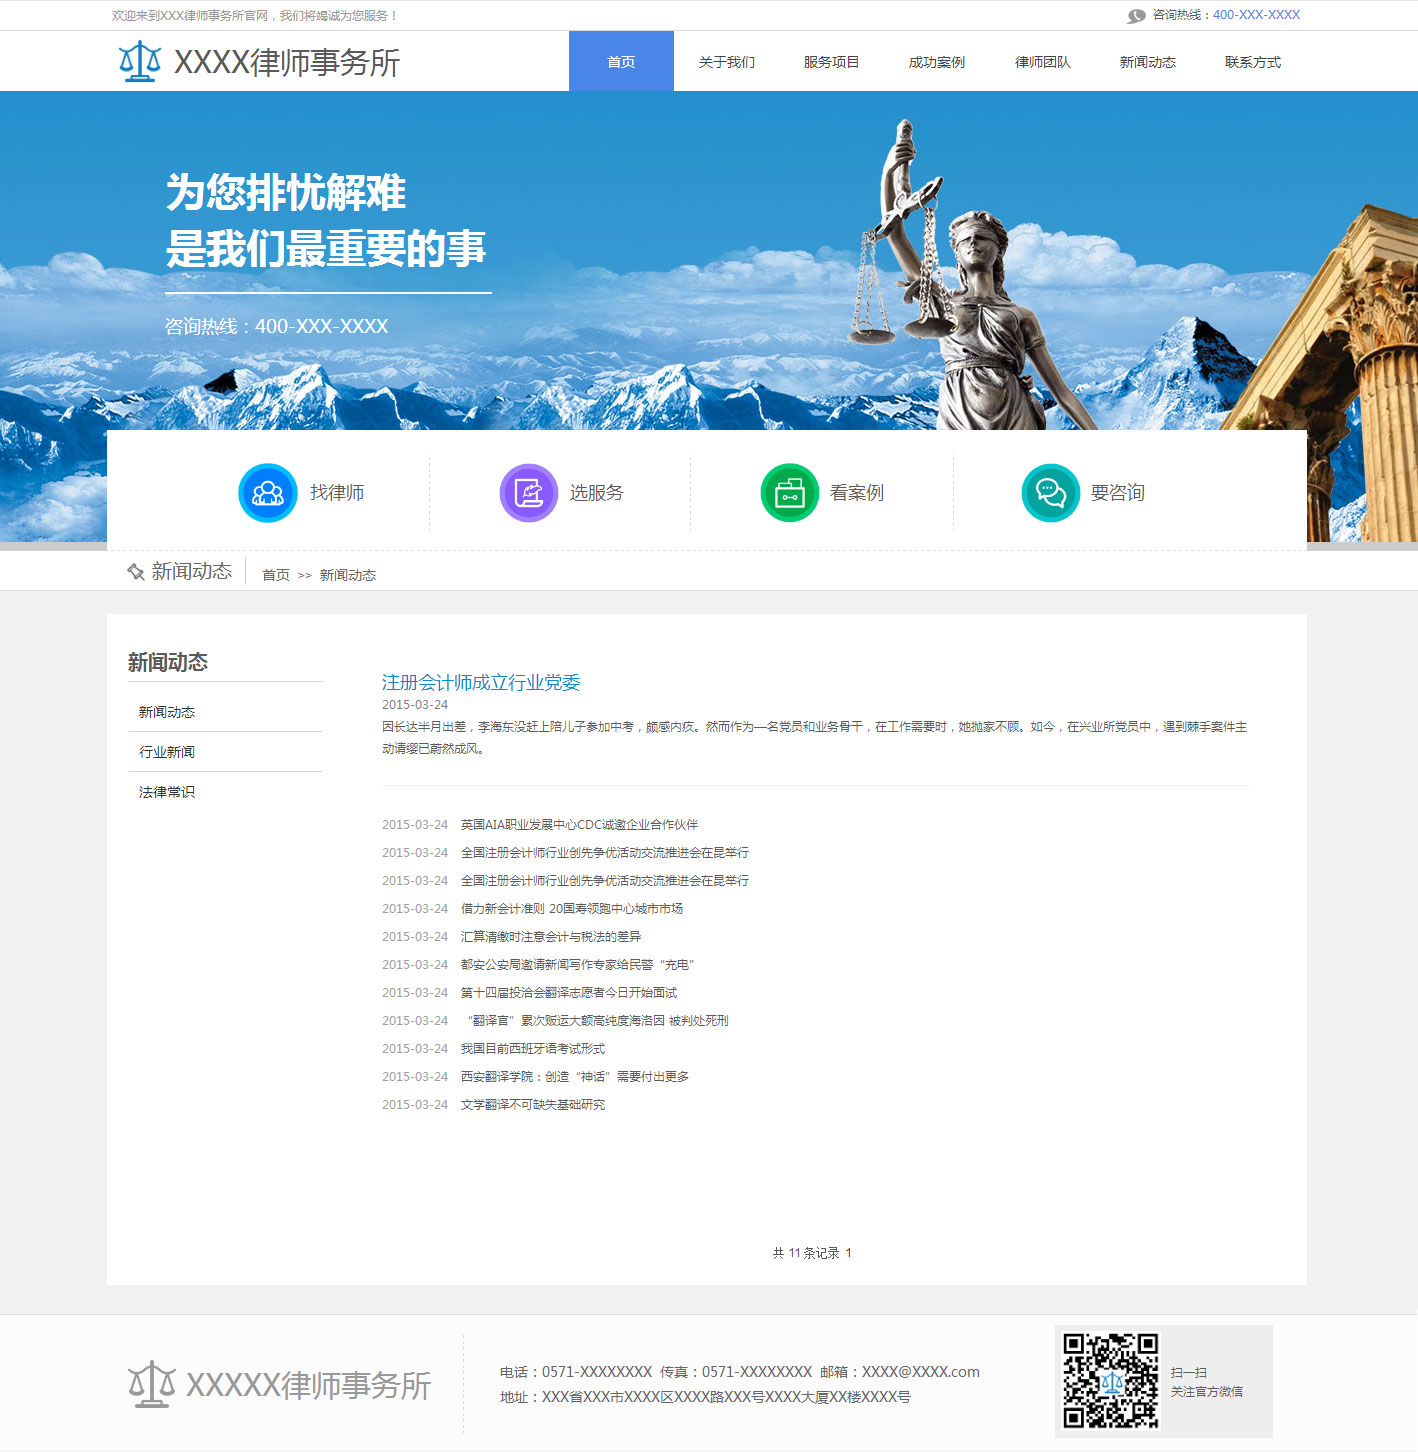 欢迎来到XXX律师事务所官网，我们将竭诚为您服务！
咨询热线：400-XXX-XXXX
XXXX律师事务所
首页
关于我们
服务项目
成功案例
律师团队
新闻动态
联系方式
为您排忧解难
是我们最重要的事
咨询热线：400-XXX-XXXX
找律师
选服务
看案例
要咨询
新闻动态
首页 >> 新闻动态
新闻动态
新闻动态
行业新闻
法律常识
注册会计师成立行业党委
2015-03-24
因长达半月出差，李海东没赶上陪儿子参加中考，颇感内疚。然而作为一名党员和业务骨干，在工作需要时，她抛家不顾。如今，在兴业所党员中，遇到棘手案件主
动请缨已蔚然成风。
2015-03-24 英国AIA职业发展中心CDC诚邀企业合作伙伴
2015-03-24 全国注册会计师行业创先争优活动交流推进会在昆举行
2015-03-24 全国注册会计师行业创先争优活动交流推进会在昆举行
2015-03-24 借力新会计准则 20国寿领跑中心城市市场
2015-03-24 汇算清缴时注意会计与税法的差异
2015-03-24 都安公安局邀请新闻写作专家给民警“充电”
2015-03-24 第十四届投洽会翻译志愿者今日开始面试
2015-03-24 “翻译官”累次贩运大额高纯度海洛因 被判处死刑
2015-03-24 我国目前西班牙语考试形式
2015-03-24 西安翻译学院：创造“神话”需要付出更多
2015-03-24 文学翻译不可缺失基础研究
共 11 条记录 1
XXXXX律师事务所
电话：0571-XXXXXXXX 传真：0571-XXXXXXXX 邮箱：XXXX@XXXX.com
地址：XXX省XXX市XXXX区XXXX路XXX号XXXX大厦XX楼XXXX号
扫一扫
关注官方微信